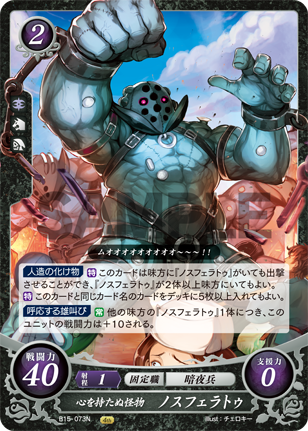 2
SAMPLE
ムオオオオオオオオオ～～～！！
人造の化け物 特 このカードは味方に『ノスフェラトゥ』がいても出撃
させることができ、『ノスフェラトゥ』が2体以上味方にいてもよい。
特 このカードと同じカード名のカードをデッキに5枚以上入れてもよい。
呼応する雄叫び 常 他の味方の『ノスフェラトゥ』1体につき、この
ユニットの戦闘力は＋10される。
戦闘力
40
射程 1 固定職 暗夜兵
支援力
0
心を持たぬ怪物 ノスフェラトゥ
B15-073N
Illust：チェロキー